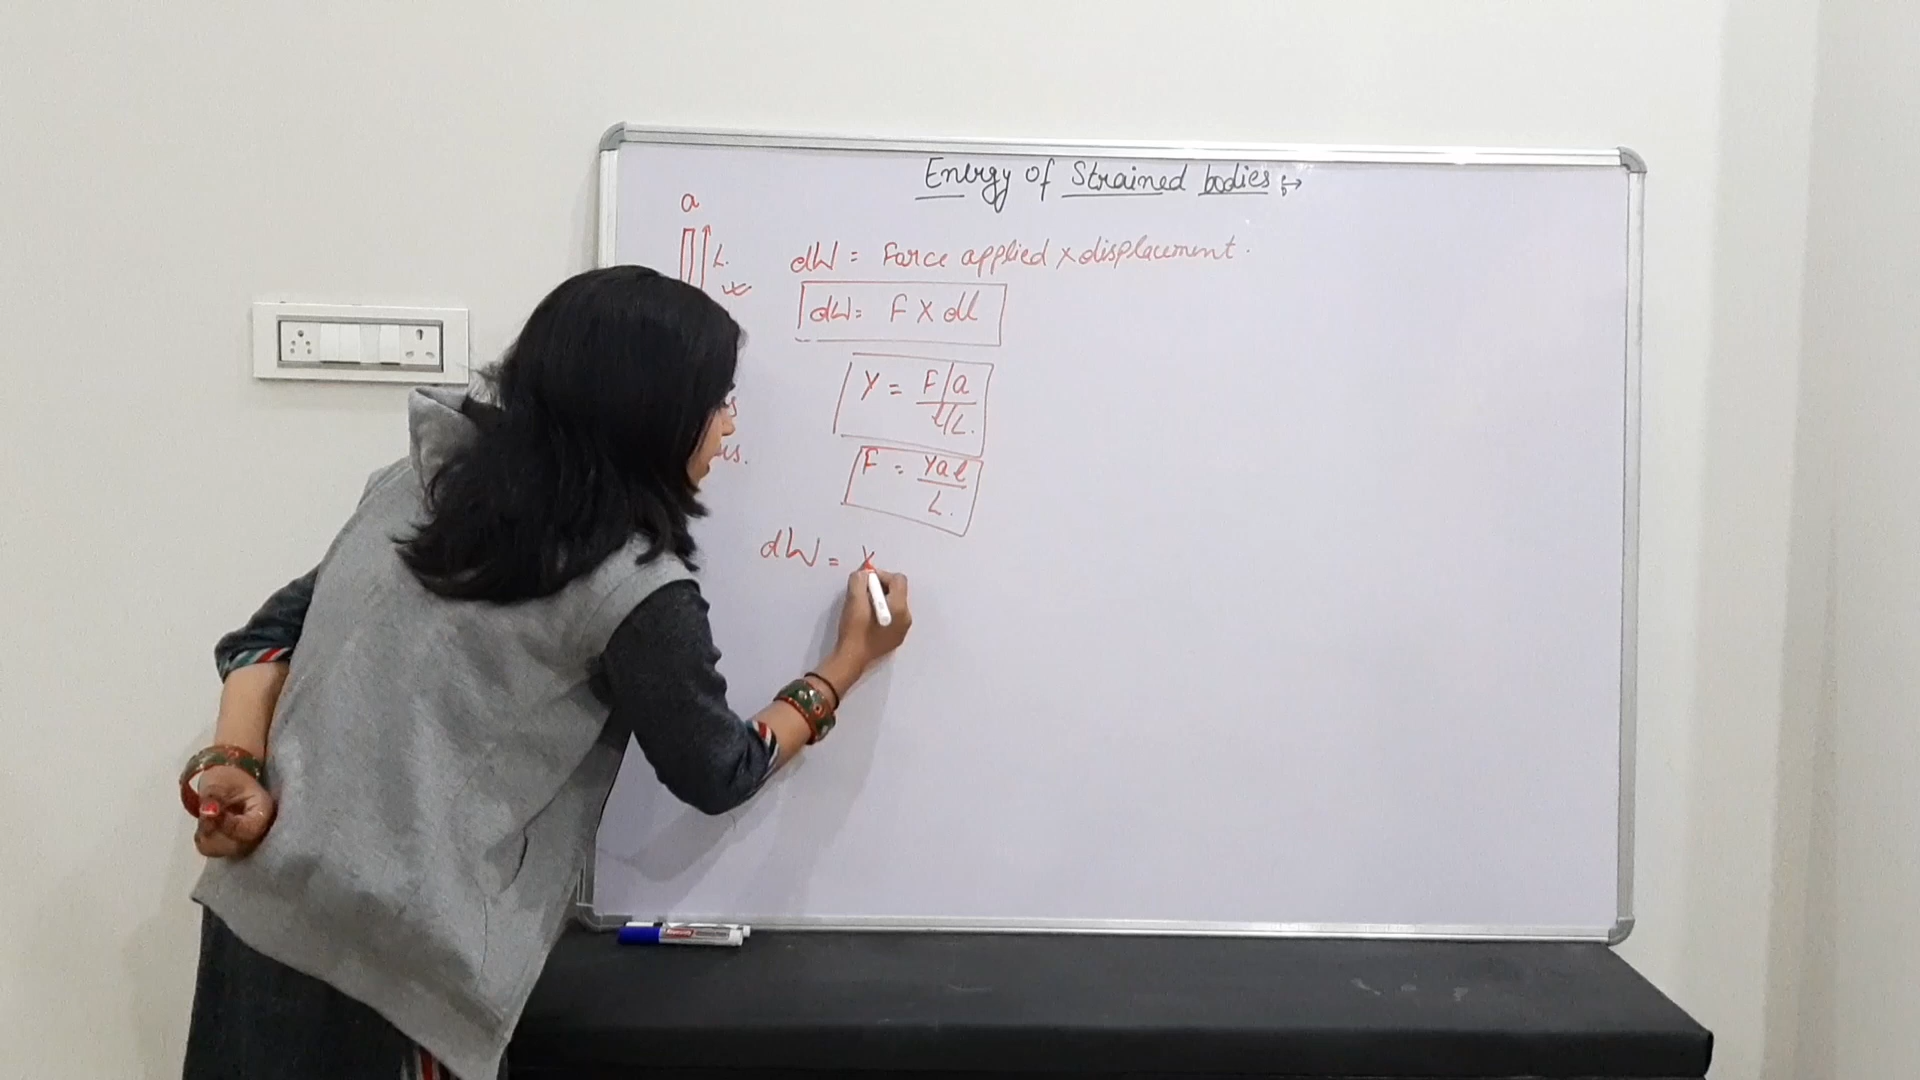 Energy of Strained bodies :→
a
L.
dW = Force applied x displacement.
dW = F X dl
Y = F/a
l/L.
F = Yal
L.
dW = Y